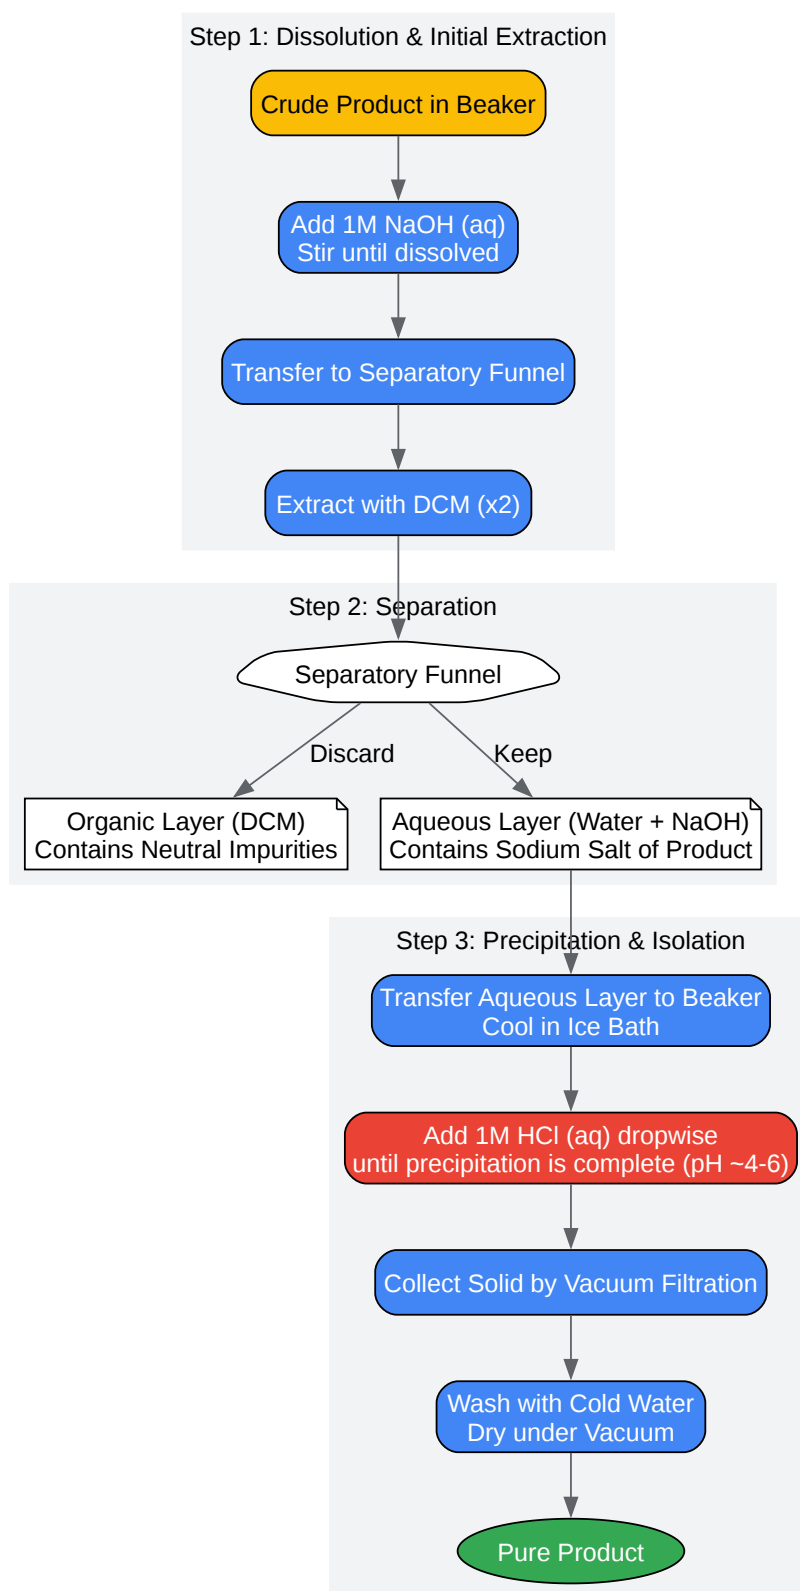 Step 1: Dissolution & Initial Extraction
Crude Product in Beaker
Add 1M NaOH (aq)
Stir until dissolved
Transfer to Separatory Funnel
Extract with DCM (x2)
Step 2: Separation
Separatory Funnel
Discard
Keep
Organic Layer (DCM)
Contains Neutral Impurities
Aqueous Layer (Water + NaOH)
Contains Sodium Salt of Product
Step 3: Precipitation & Isolation
Transfer Aqueous Layer to Beaker
Cool in Ice Bath
Add 1M HCl (aq) dropwise
until precipitation is complete (pH ~4-6)
Collect Solid by Vacuum Filtration
Wash with Cold Water
Dry under Vacuum
Pure Product